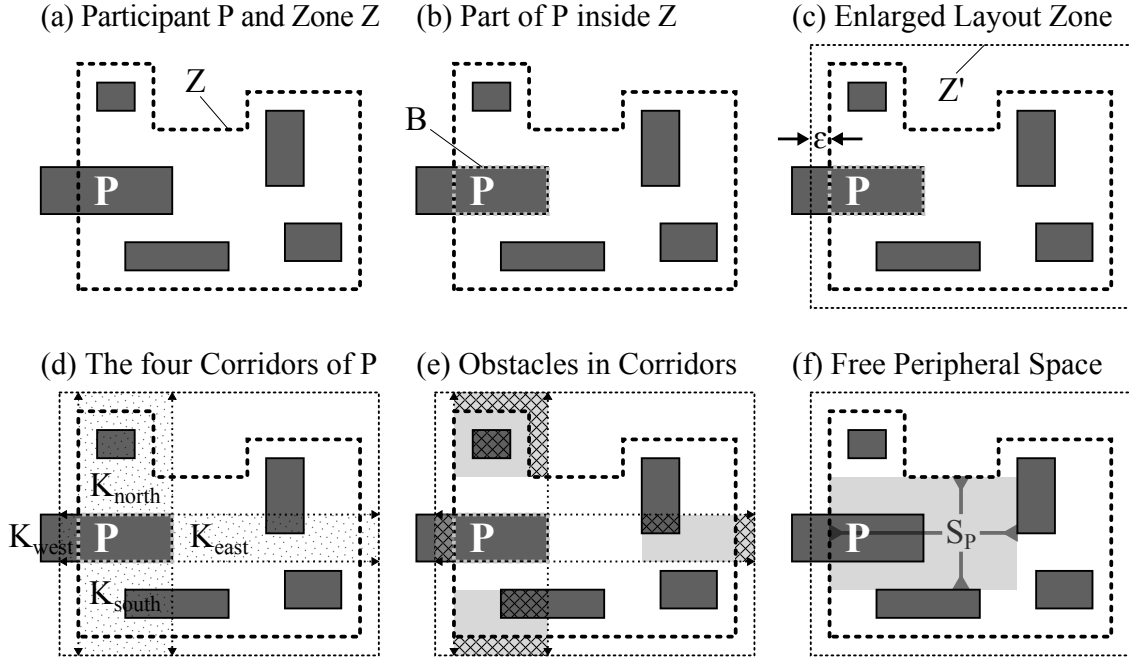 (a) Participant P and Zone Z
(b) Part of P inside Z
(c) Enlarged Layout Zone
Z
P
B
P
Z'
ε
P
(d) The four Corridors of P
(e) Obstacles in Corridors
(f) Free Peripheral Space
Knorth
Kwest
P
Keast
Ksouth
P
P
SP